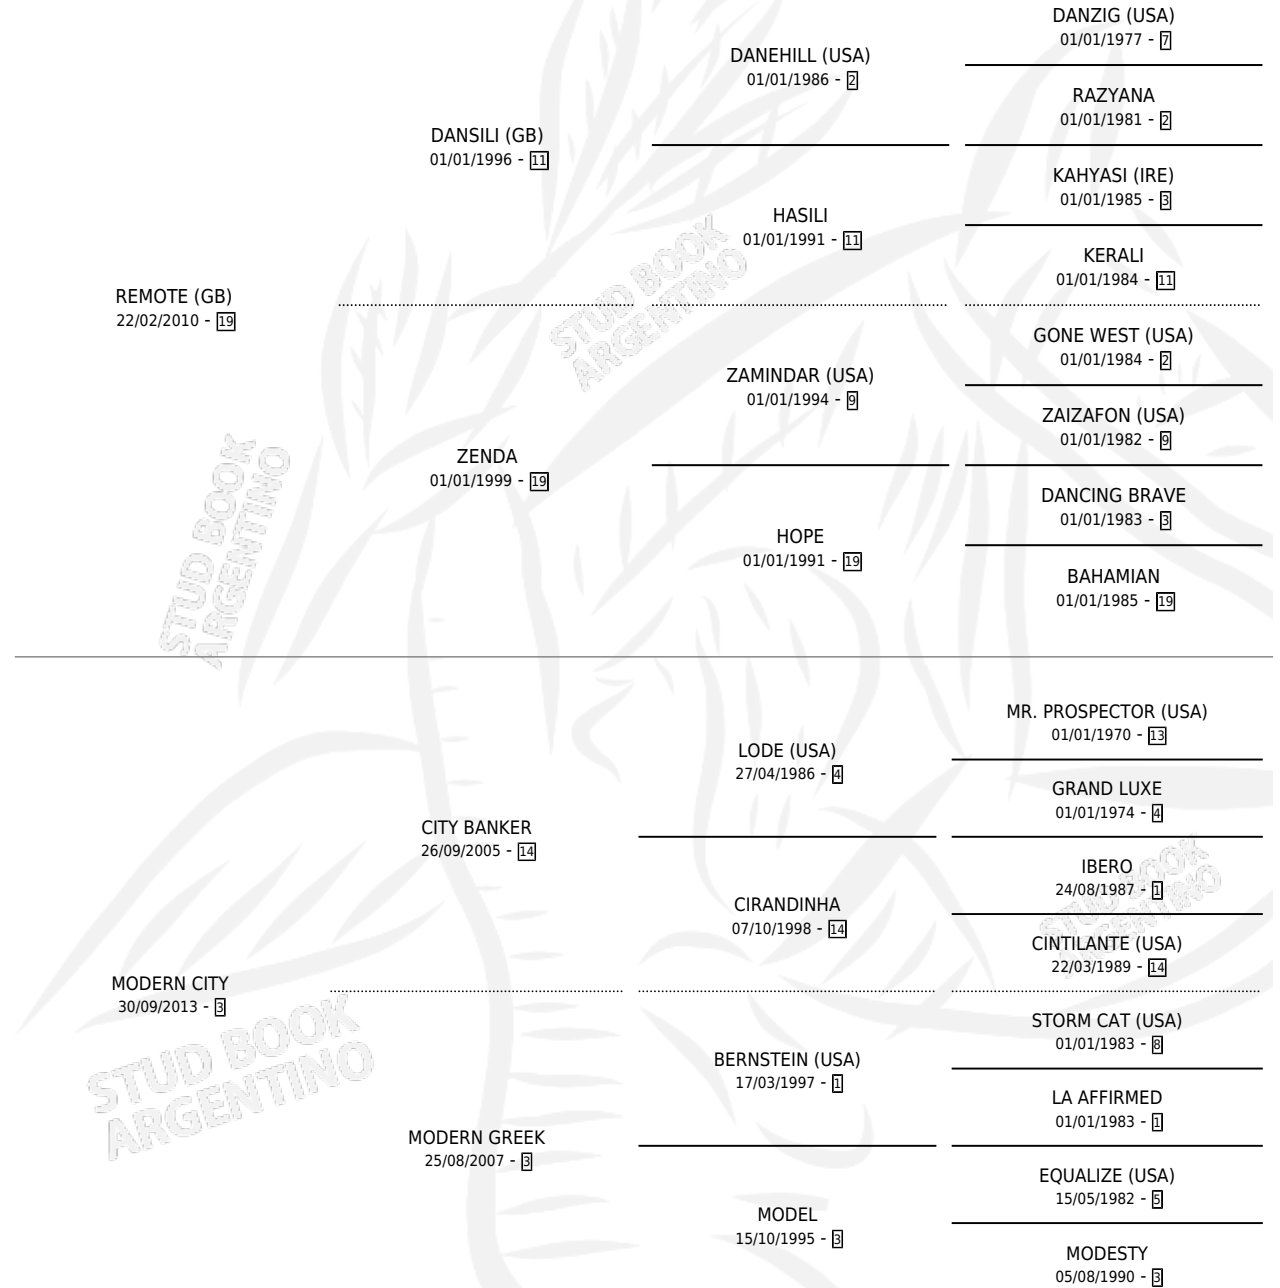 DANZIG (USA)
01/01/1977 - 7
DANEHILL (USA)
01/01/1986 - 2
RAZYANA
01/01/1981 - 2
DANSILI (GB)
01/01/1996 - 11
KAHYASI (IRE)
01/01/1985 - 3
HASILI
01/01/1991 - 11
KERALI
01/01/1984 - 11
REMOTE (GB)
22/02/2010 - 19
STUD BOOK
ARGENTINO
GONE WEST (USA)
01/01/1984 - 2
ZAMINDAR (USA)
01/01/1994 - 9
ZAIZAFON (USA)
01/01/1982 - 9
ZENDA
01/01/1999 - 19
DANCING BRAVE
01/01/1983 - 3
HOPE
01/01/1991 - 19
BAHAMIAN
01/01/1985 - 19
STUD BOOK
ARGENTINO
MR. PROSPECTOR (USA)
01/01/1970 - 13
LODE (USA)
27/04/1986 - 4
GRAND LUXE
01/01/1974 - 4
CITY BANKER
26/09/2005 - 14
IBERO
24/08/1987 - 1
CIRANDINHA
07/10/1998 - 14
CINTILANTE (USA)
22/03/1989 - 14
STUD BOOK
ARGENTINO
MODERN CITY
30/09/2013 - 3
STORM CAT (USA)
01/01/1983 - 8
BERNSTEIN (USA)
17/03/1997 - 1
LA AFFIRMED
01/01/1983 - 1
STUD BOOK
ARGENTINO
MODERN GREEK
25/08/2007 - 3
EQUALIZE (USA)
15/05/1982 - 5
MODEL
15/10/1995 - 3
MODESTY
05/08/1990 - 3